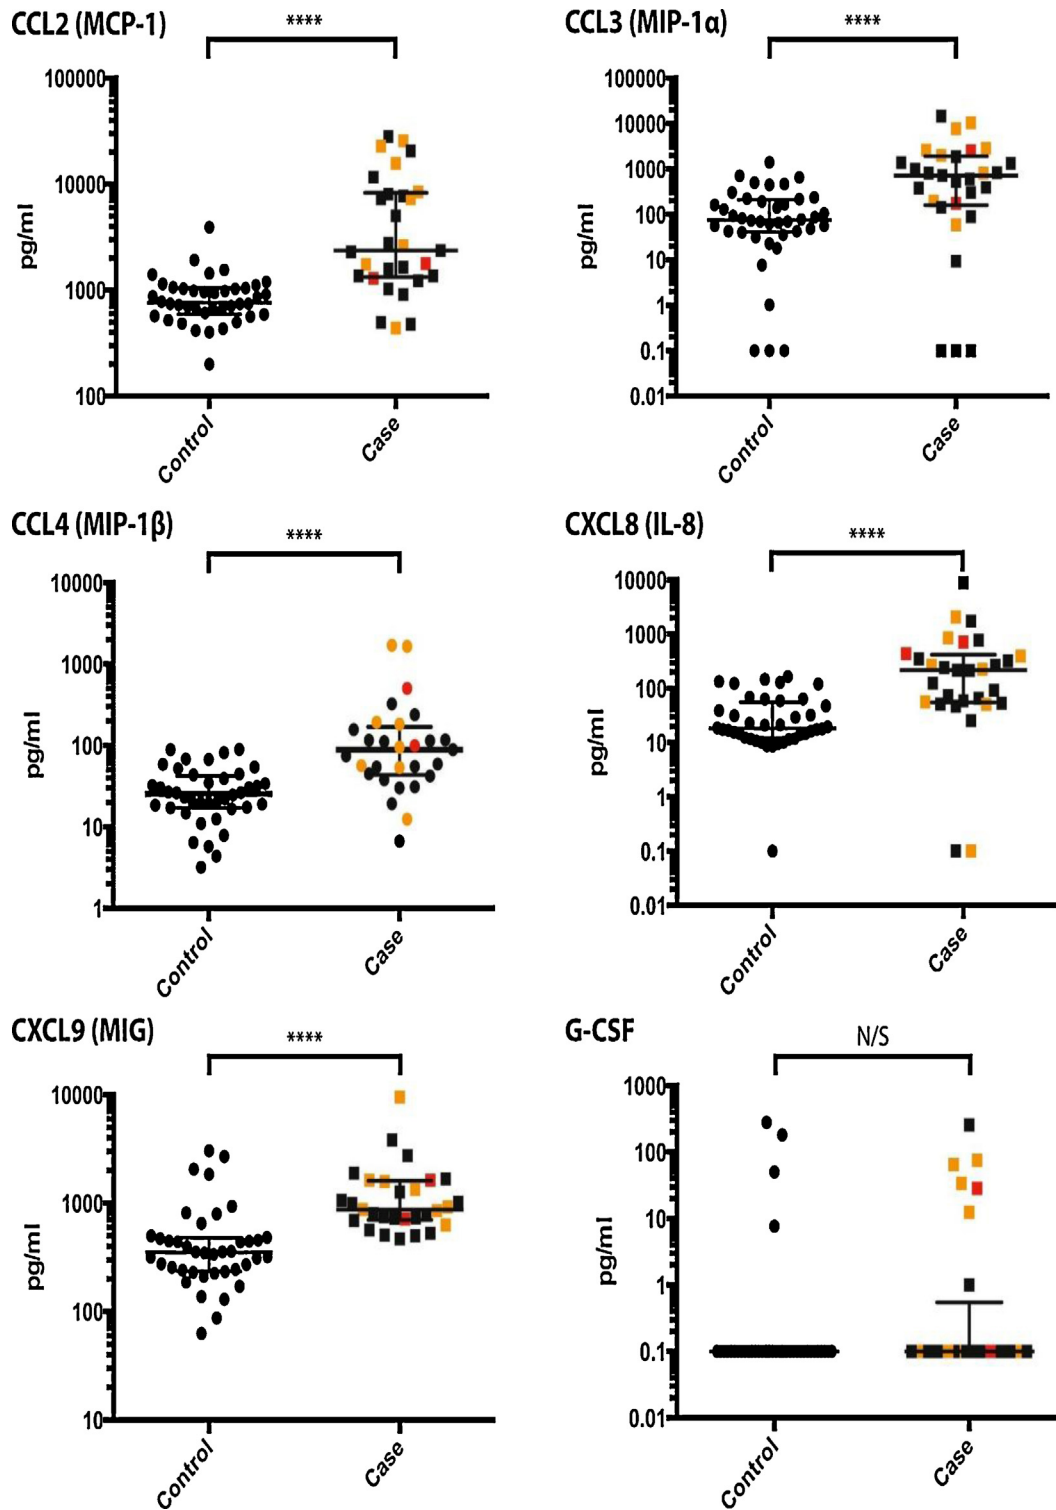 CCL2 (MCP-1)
****
100000
10000
1000
100
pg/ml
Control
Case
CCL3 (MIP-1α)
****
100000
10000
1000
100
10
1
0.1
0.01
pg/ml
Control
Case
CCL4 (MIP-1β)
****
10000
1000
100
10
1
pg/ml
Control
Case
CXCL8 (IL-8)
****
10000
1000
100
10
1
0.1
0.01
pg/ml
Control
Case
CXCL9 (MIG)
****
10000
1000
100
10
pg/ml
Control
Case
G-CSF
N/S
1000
100
10
1
0.1
0.01
pg/ml
Control
Case